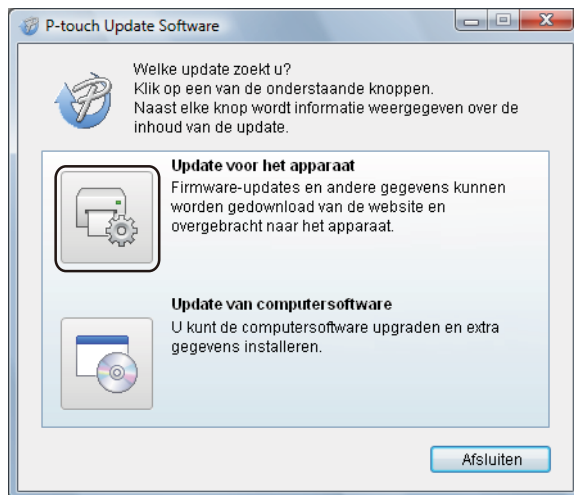 P-touch Update Software
Welke update zoekt u?
Klik op een van de onderstaande knoppen.
Naast elke knop wordt informatie weergegeven over de
inhoud van de update.
Update voor het apparaat
Firmware-updates en andere gegevens kunnen
worden gedownload van de website en
overgebracht naar het apparaat.
Update van computersoftware
U kunt de computersoftware upgraden en extra
gegevens installeren.
Afsluiten